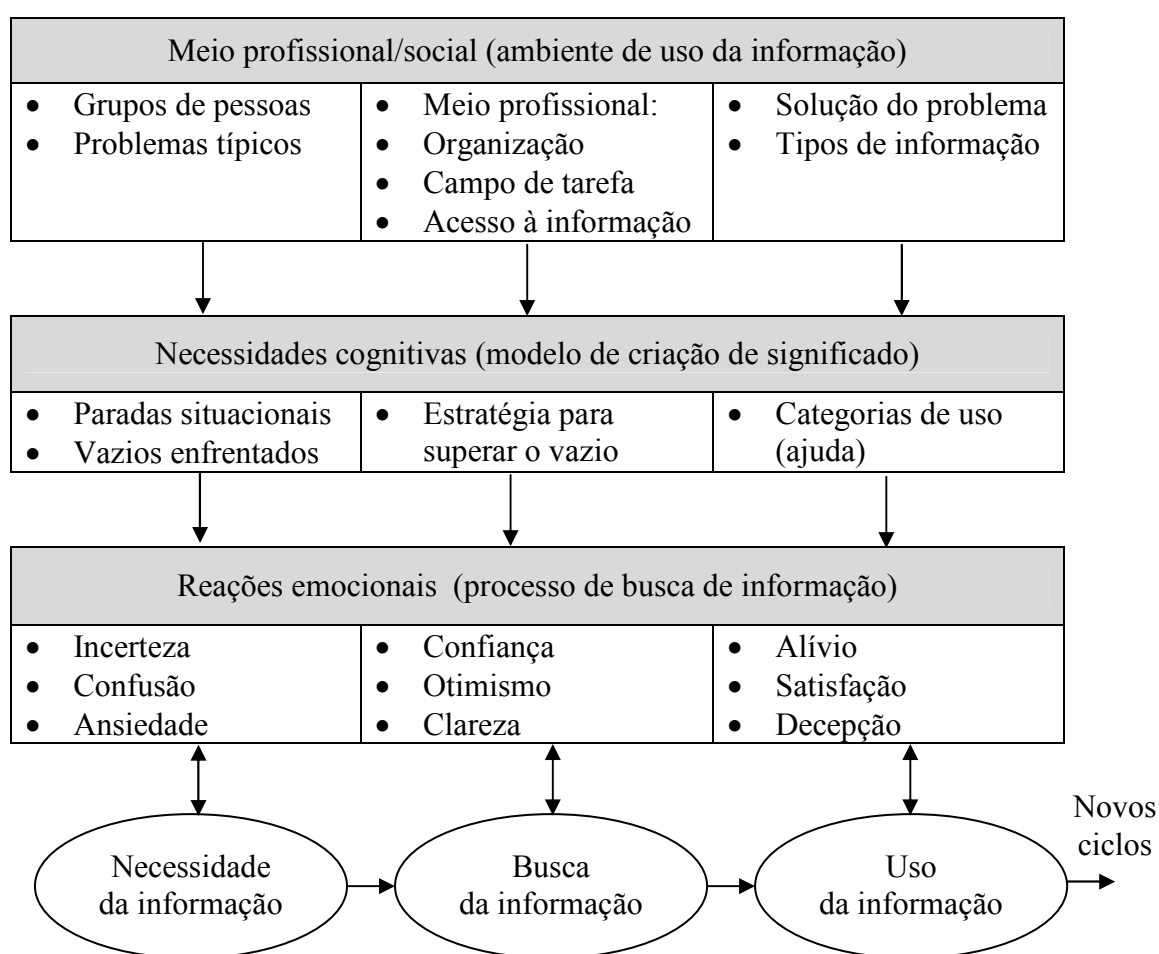 Meio profissional/social (ambiente de uso da informação)
• Grupos de pessoas
• Problemas típicos
• Meio profissional:
• Organização
• Campo de tarefa
• Acesso à informação
• Solução do problema
• Tipos de informação
Necessidades cognitivas (modelo de criação de significado)
• Paradas situacionais
• Vazios enfrentados
• Estratégia para
superar o vazio
• Categorias de uso
(ajuda)
Reações emocionais (processo de busca de informação)
• Incerteza
• Confusão
• Ansiedade
• Confiança
• Otimismo
• Clareza
• Alívio
• Satisfação
• Decepção
Necessidade
da informação
Busca
da informação
Uso
da informação
Novos
ciclos